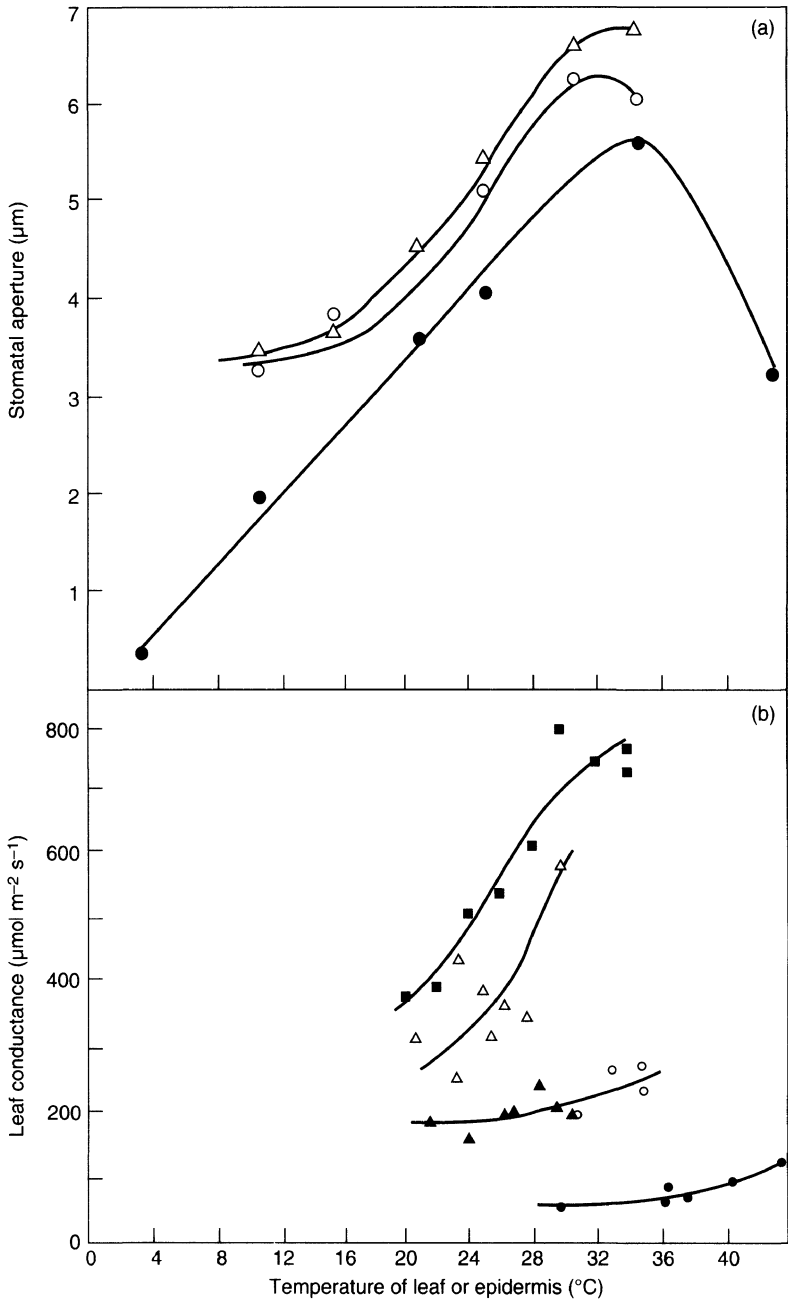 7
(a)
6
5
4
3
2
1
Stomatal aperture (µm)
(b)
800
600
400
200
0
Leaf conductance (µmol m−2 s−1)
0 4 8 12 16 20 24 28 32 36 40
Temperature of leaf or epidermis (°C)